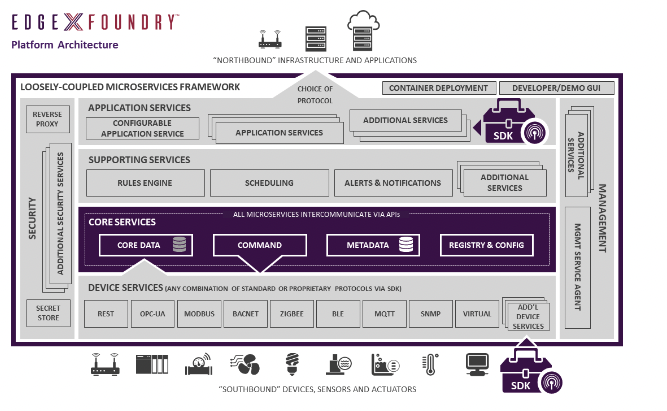 EDGE X FOUNDRY™
Platform Architecture
"NORTHBOUND" INFRASTRUCTURE AND APPLICATIONS
LOOSELY-COUPLED MICROSERVICES FRAMEWORK
CHOICE OF
PROTOCOL
CONTAINER DEPLOYMENT
DEVELOPER/DEMO GUI
REVERSE
PROXY
SECURITY
ADDITIONAL SECURITY SERVICES
SECRET
STORE
APPLICATION SERVICES
CONFIGURABLE
APPLICATION SERVICE
APPLICATION SERVICES
ADDITIONAL SERVICES
SDK
SUPPORTING SERVICES
RULES ENGINE
SCHEDULING
ALERTS & NOTIFICATIONS
ADDITIONAL
SERVICES
ALL MICROSERVICES INTERCOMMUNICATE VIA APIs
CORE SERVICES
CORE DATA
COMMAND
METADATA
REGISTRY & CONFIG
DEVICE SERVICES (ANY COMBINATION OF STANDARD OR PROPRIETARY PROTOCOLS VIA SDK)
REST
OPC-UA
MODBUS
BACNET
ZIGBEE
BLE
MQTT
SNMP
VIRTUAL
ADD'L
DEVICE
SERVICES
ADDITIONAL
SERVICES
MANAGEMENT
MGMT SERVICE AGENT
"SOUTHBOUND" DEVICES, SENSORS AND ACTUATORS
SDK